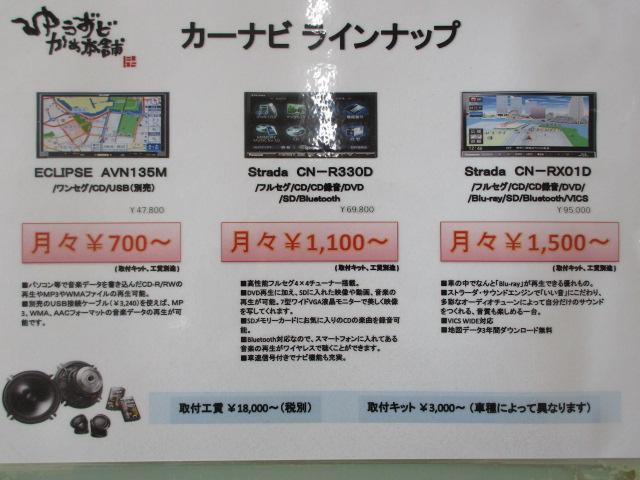 ゆうずど
かぁ本舗
カーナビ ラインナップ
ECLIPSE AVN135M
/ワンセグ/CD/USB(別売)
￥47,800
月々￥700～
(取付キット、工賃別途)
■パソコン等で音楽データを書き込んだCD-R/RW
の再生やMP3やWMAファイルの再生可能。
■別売のUSB接続ケーブル(￥3,240)を使えば、MP
3、WMA、AACフォーマットの音楽データの再生が可
能です。
Strada CN－R330D
/フルセグ/CD/CD録音/DVD
/SD/Bluetooth
￥69,800
月々￥1,100～
(取付キット、工賃別途)
■高性能フルセグ4×4チューナー搭載。
■DVD再生に加え、SDに入れた映像や動画、音楽の
再生が可能。7型ワイドVGA液晶モニターで美しく映像
を写してくれます。
■SDメモリーカードにお気に入りのCDの楽曲を録音可
能。
■Bluetooth対応なので、スマートフォンに入れてある
音楽の再生がワイヤレスで聴くことができます。
■車速信号付きでナビ機能も充実。
Strada CN－RX01D
/フルセグ/CD/CD録音/DVD/
/Blu-ray/SD/Bluetooth/VICS
￥95,000
月々￥1,500～
(取付キット、工賃別途)
■車の中でなんと「Blu-ray」が再生できる優れもの。
■ストラーダ・サウンドエンジンで「いい音」にこだわり、
多彩なオーディオチューンによって自分だけのサウンド
をつくれる、音質も楽しめる一台。
■VICS WIDE対応
■地図データ3年間ダウンロード無料
取付工賃 ￥18,000～(税別)
取付キット ￥3,000～(車種によって異なります)